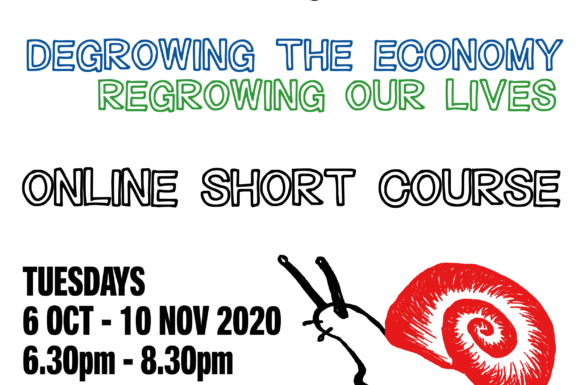 DEGROWING THE ECONOMY
REGROWING OUR LIVES
ONLINE SHORT COURSE
TUESDAYS
6 OCT - 10 NOV 2020
6.30pm - 8.30pm